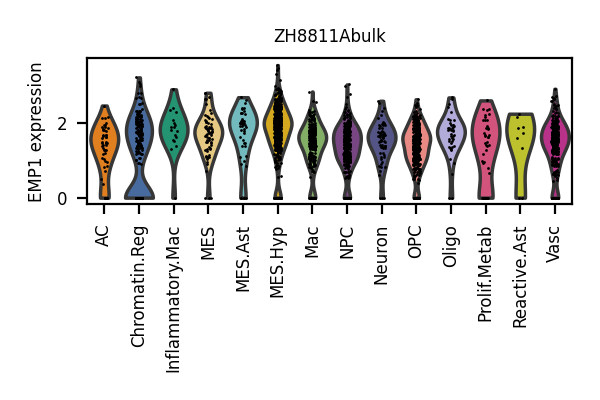 ZH8811Abulk
EMP1 expression
2
0
AC
Chromatin.Reg
Inflammatory.Mac
MES
MES.Ast
MES.Hyp
Mac
NPC
Neuron
OPC
Oligo
Prolif.Metab
Reactive.Ast
Vasc